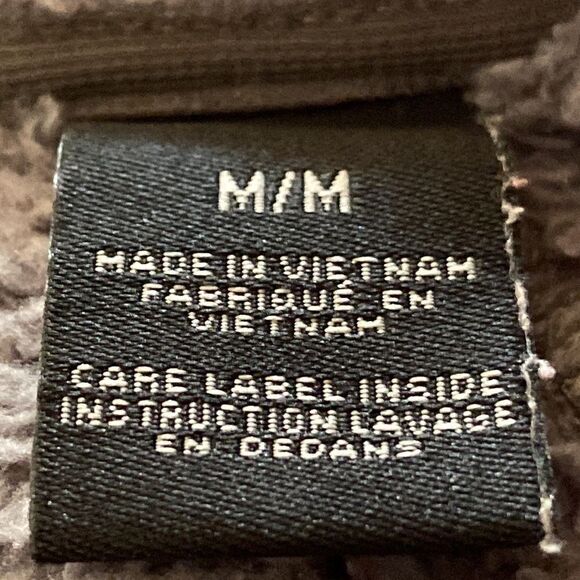 M/M
MADE IN VIETNAM
FABRIQUÉ EN
VIETNAM
CARE LABEL INSIDE
INSTRUCTION LAVAGE
EN DEDANS